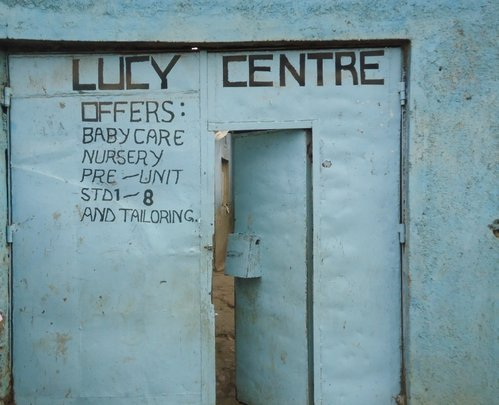 LUCY CENTRE
OFFERS:
BABY CARE
NURSERY
PRE-UNIT
STD1-8
AND TAILORING.